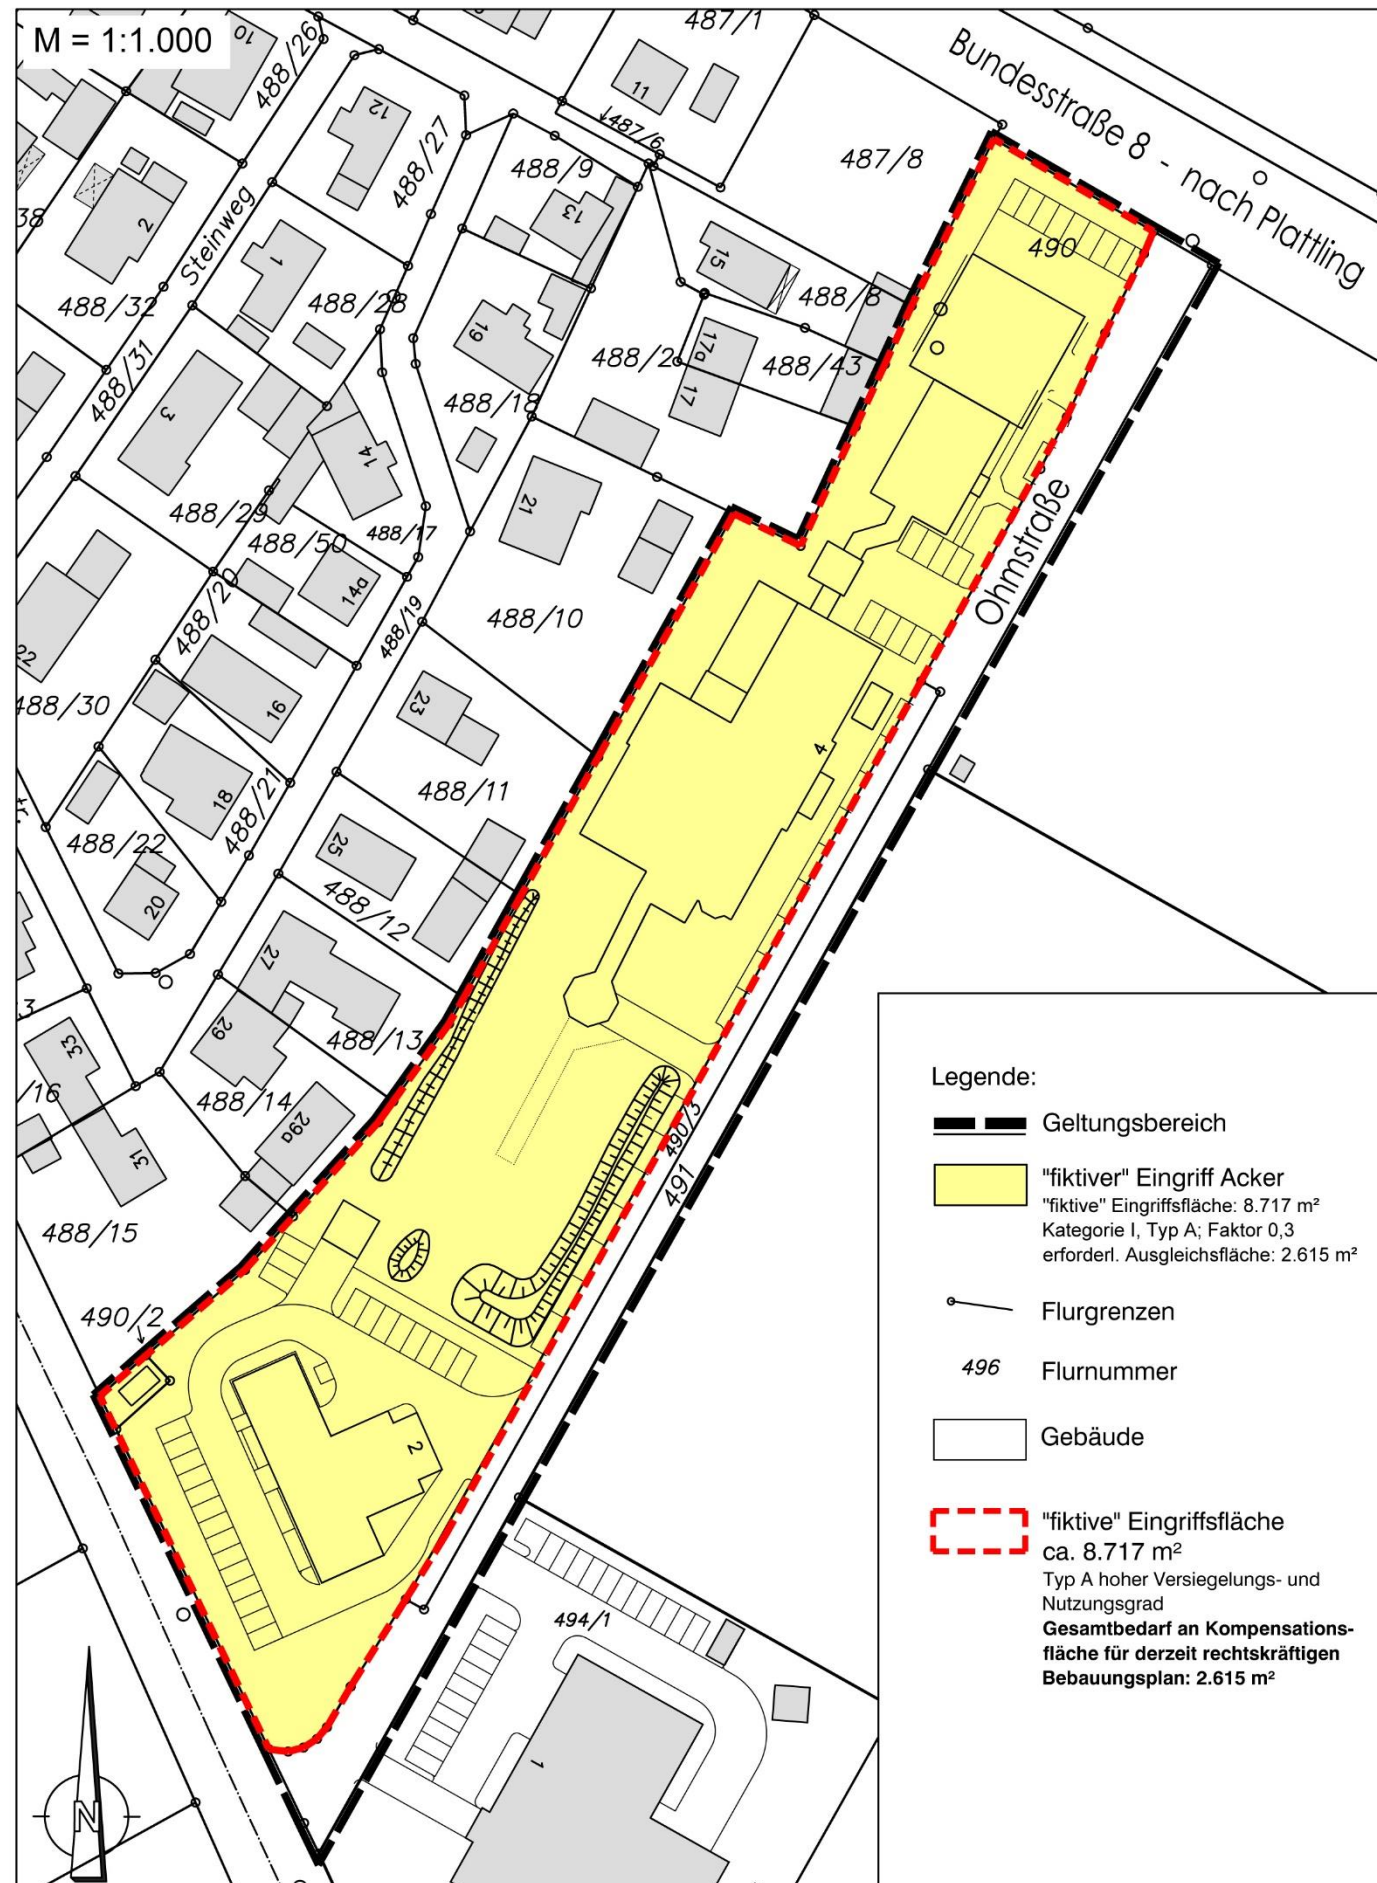 M = 1:1.000
10
488/26
487/1
Bundesstraße 8 - nach Plattling
12
11
487/6
488/27
488/9
487/8
13
38
2
Steinweg
1
15
490
488/32
488/28
488/8
19
17a
488/2
488/43
488/31
3
488/18
17
14
21
488/29
488/17
488/50
14a
Ohmstraße
488/20
488/19
488/10
22
488/30
16
23
4
18
488/21
488/11
488/22
25
20
488/12
27
29
488/13
33
488/14
/16
29a
31
490/3
491
488/15
490/2
2
494/1
1
N
Legende:
Geltungsbereich
"fiktiver" Eingriff Acker
"fiktive" Eingriffsfläche: 8.717 m²
Kategorie I, Typ A; Faktor 0,3
erforderl. Ausgleichsfläche: 2.615 m²
Flurgrenzen
496 Flurnummer
Gebäude
"fiktive" Eingriffsfläche
ca. 8.717 m²
Typ A hoher Versiegelungs- und
Nutzungsgrad
Gesamtbedarf an Kompensations-
fläche für derzeit rechtskräftigen
Bebauungsplan: 2.615 m²